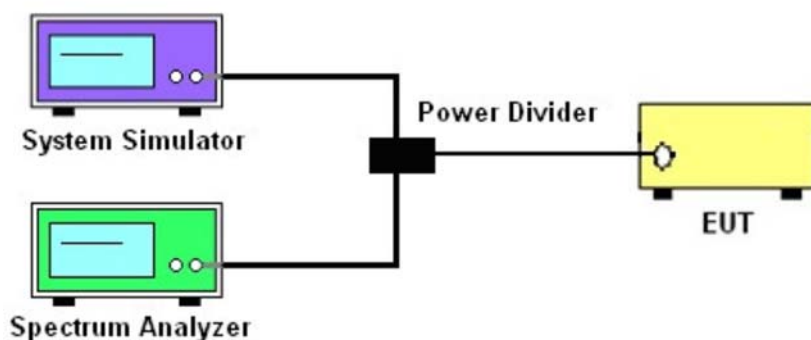 System Simulator
Power Divider
EUT
Spectrum Analyzer